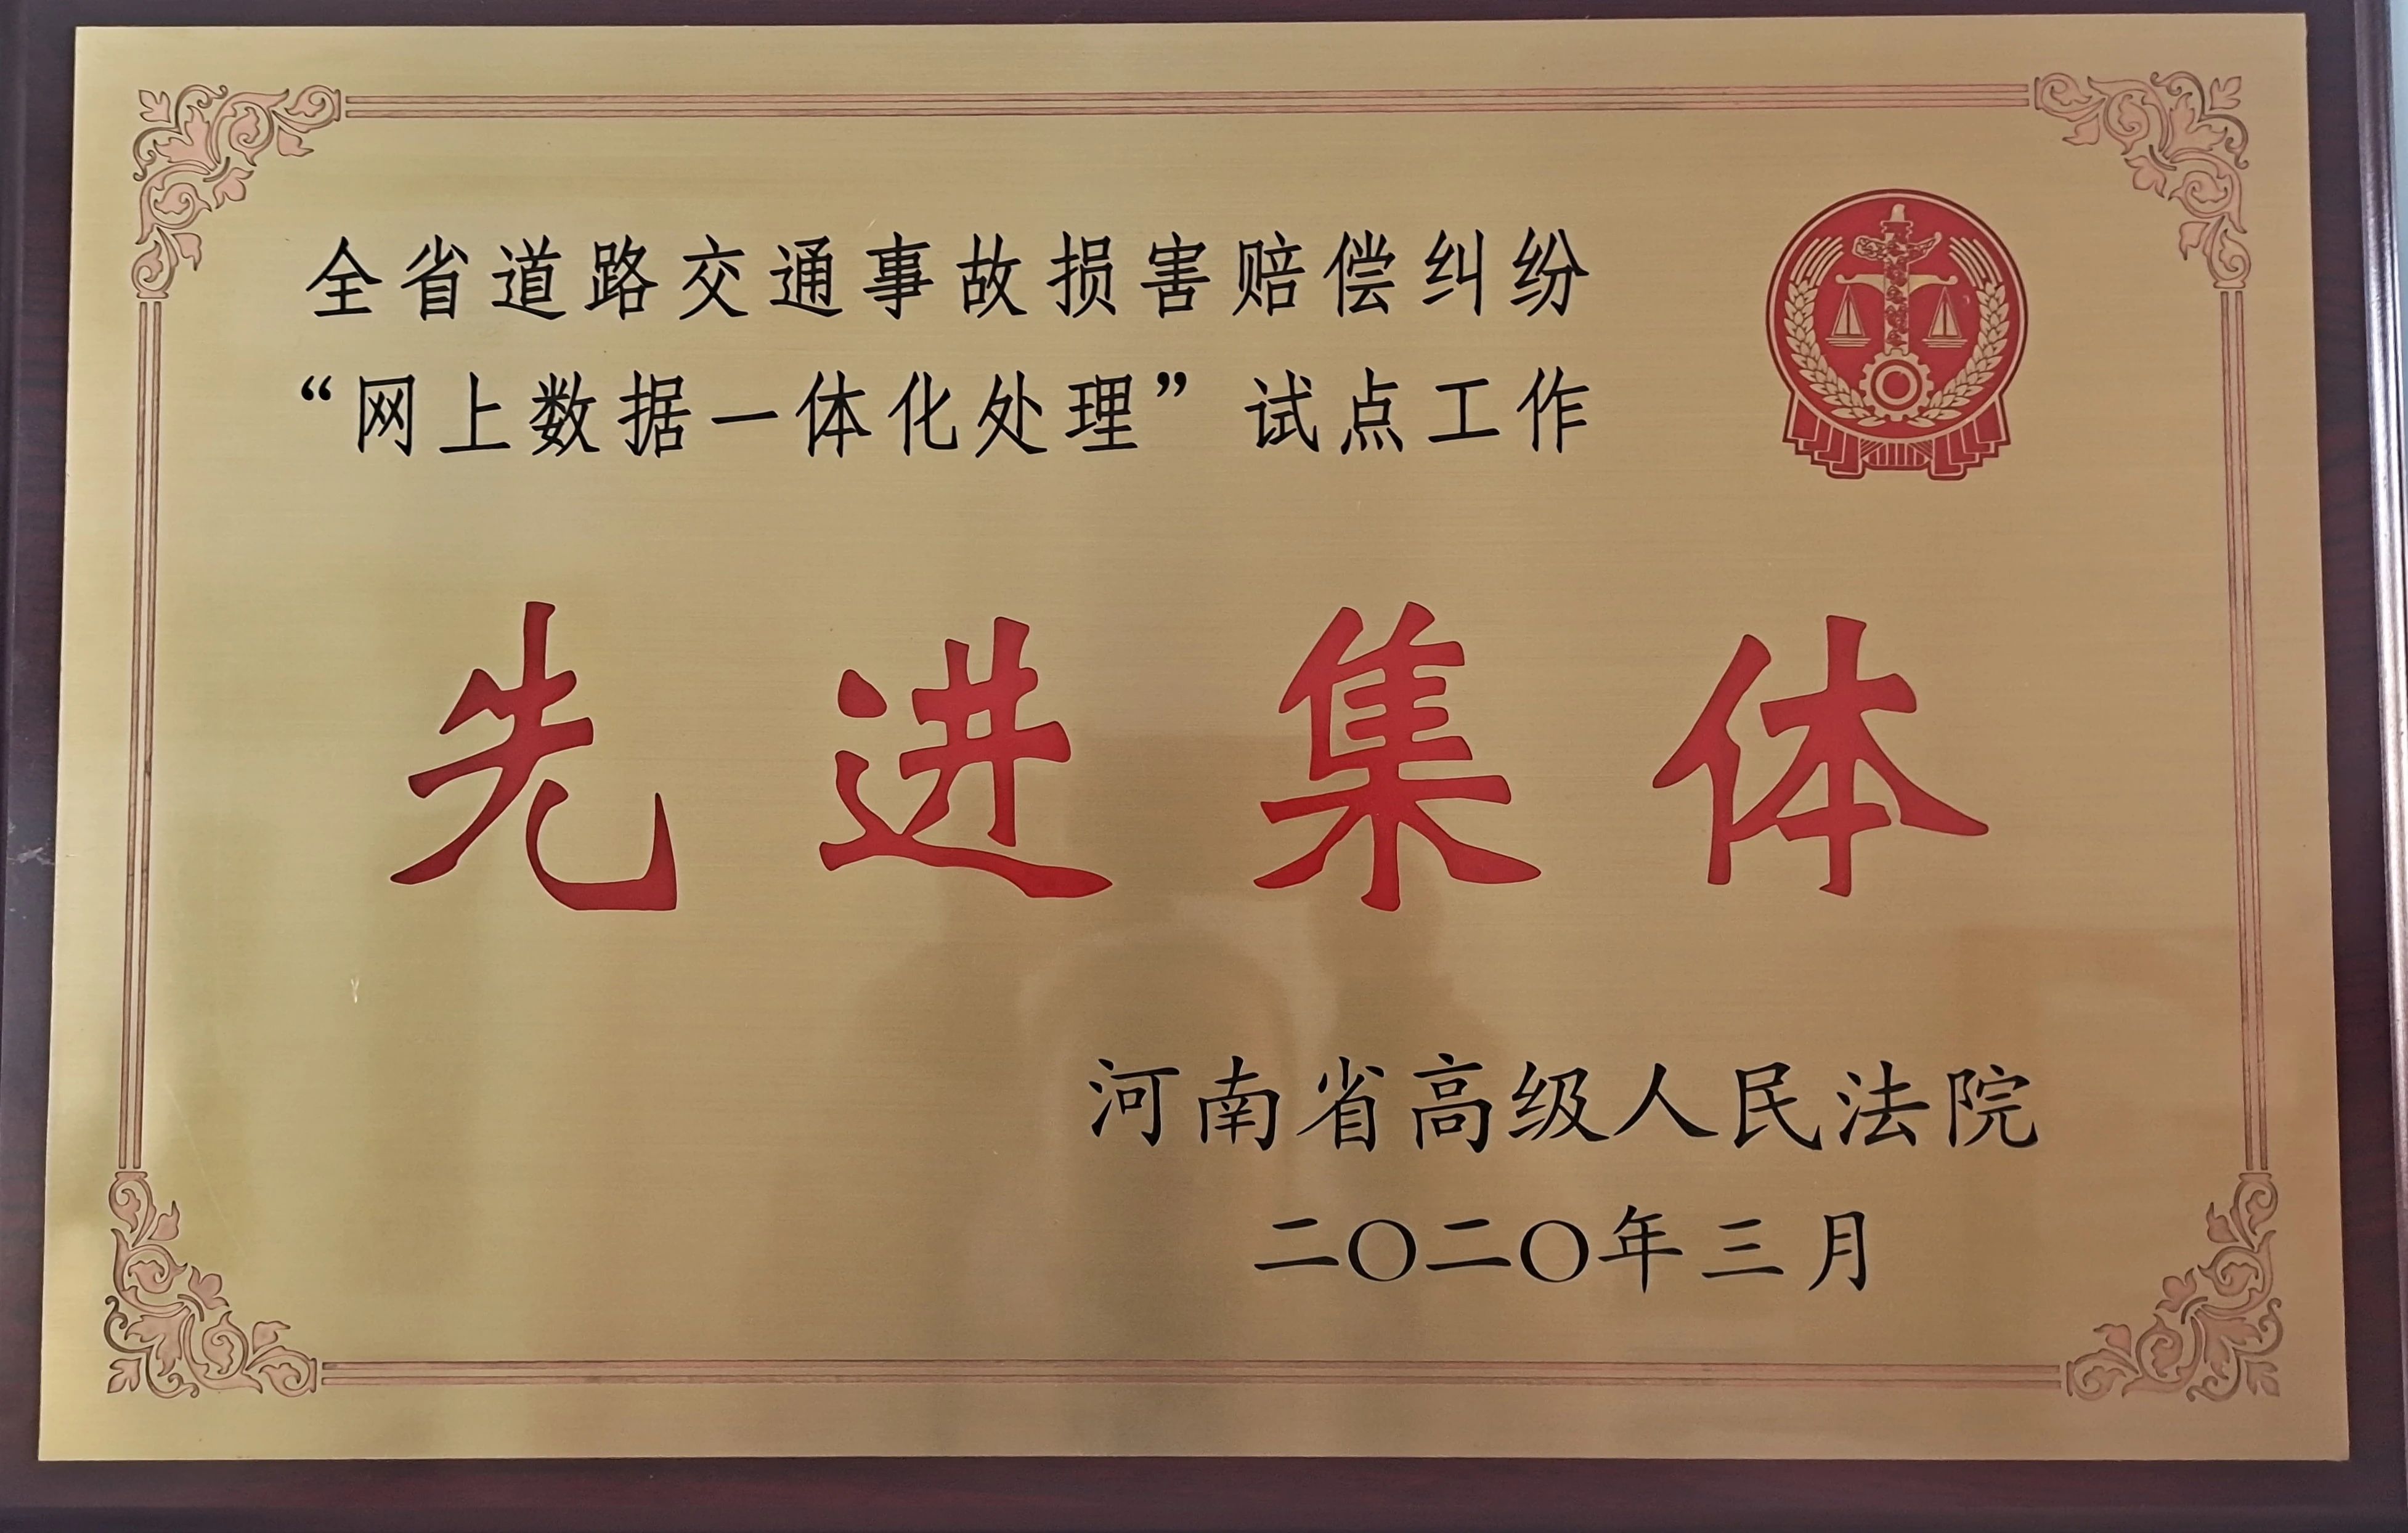 全省道路交通事故损害赔偿纠纷
“网上数据一体化处理”试点工作
先进集体
河南省高级人民法院
二〇二〇年三月